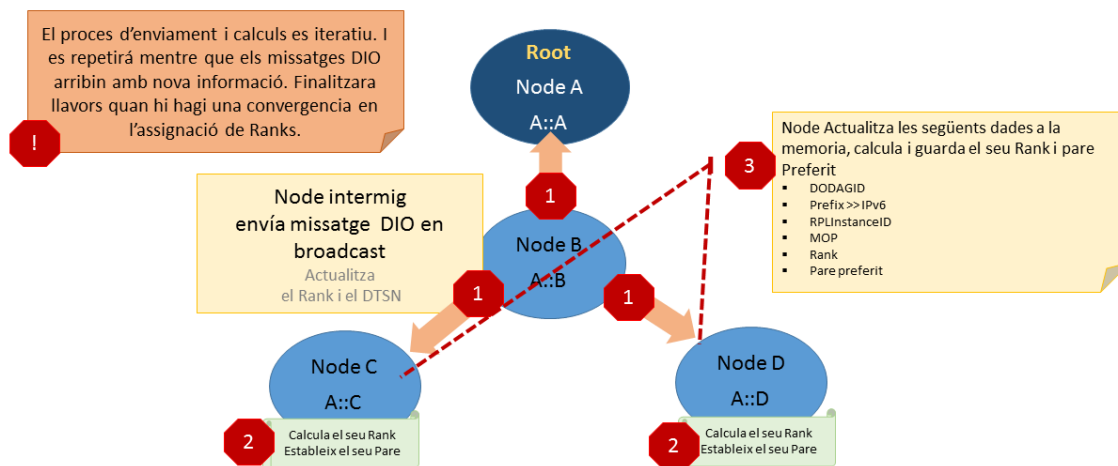 El proces d’enviament i calculs es iteratiu. I
es repetirá mentre que els missatges DIO
arribin amb nova informació. Finalitzara
llavors quan hi hagi una convergencia en
l’assignació de Ranks.
!
Root
Node A
A::A
1
Node intermig
envía missatge DIO en
broadcast
Actualitza
el Rank i el DTSN
Node B
A::B
1
1
3
Node Actualitza les següents dades a la
memoria, calcula i guarda el seu Rank i pare
Preferit
▪ DODAGID
▪ Prefix >> IPv6
▪ RPLInstanceID
▪ MOP
▪ Rank
▪ Pare preferit
Node C
A::C
2
Calcula el seu Rank
Estableix el seu Pare
Node D
A::D
2
Calcula el seu Rank
Estableix el seu Pare